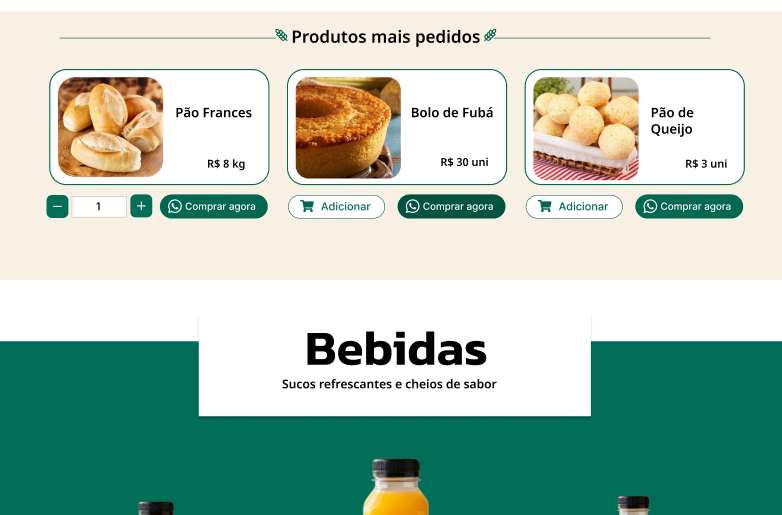 Produtos mais pedidos
Pão Frances
R$ 8 kg
Bolo de Fubá
R$ 30 uni
Pão de
Queijo
R$ 3 uni
− 1 + Comprar agora
Adicionar Comprar agora
Adicionar Comprar agora
Bebidas
Sucos refrescantes e cheios de sabor